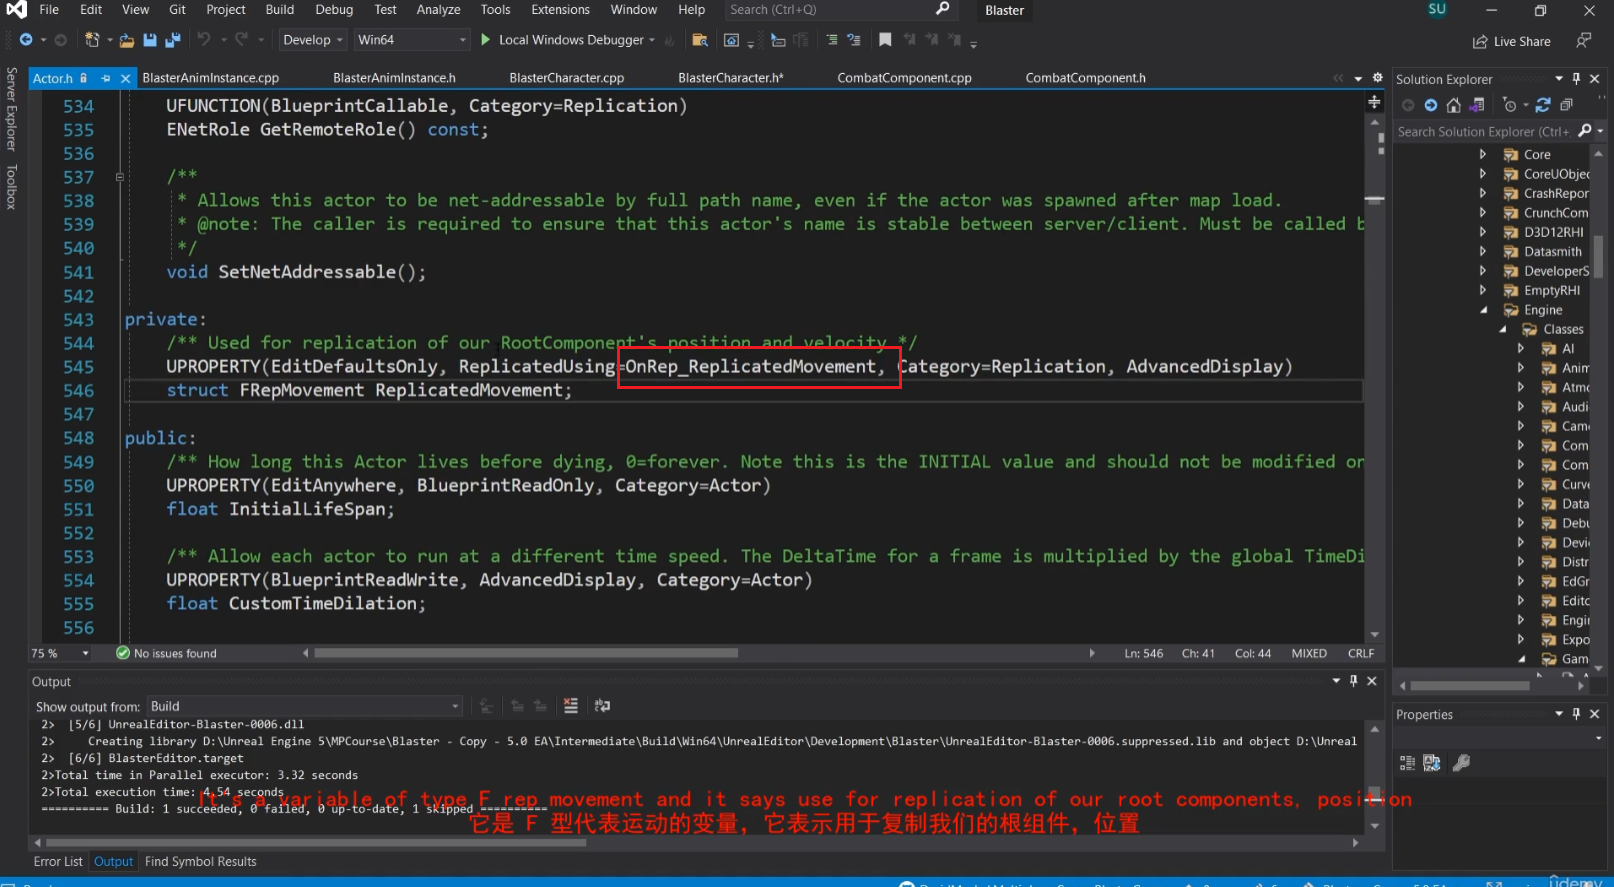 File Edit View Git Project Build Debug Test Analyze Tools Extensions Window Help Search (Ctrl+Q) Blaster SU
Develop Win64 Local Windows Debugger Live Share
Server Explorer
Toolbox
Actor.h BlasterAnimInstance.cpp BlasterAnimInstance.h BlasterCharacter.cpp BlasterCharacter.h* CombatComponent.cpp CombatComponent.h
534 UFUNCTION(BlueprintCallable, Category=Replication)
535 ENetRole GetRemoteRole() const;
536
537 /**
538 * Allows this actor to be net-addressable by full path name, even if the actor was spawned after map load.
539 * @note: The caller is required to ensure that this actor's name is stable between server/client. Must be called b
540 */
541 void SetNetAddressable();
542
543 private:
544 /** Used for replication of our RootComponent's position and velocity */
545 UPROPERTY(EditDefaultsOnly, ReplicatedUsing=OnRep_ReplicatedMovement, Category=Replication, AdvancedDisplay)
546 struct FRepMovement ReplicatedMovement;
547
548 public:
549 /** How long this Actor lives before dying, 0=forever. Note this is the INITIAL value and should not be modified on
550 UPROPERTY(EditAnywhere, BlueprintReadOnly, Category=Actor)
551 float InitialLifeSpan;
552
553 /** Allow each actor to run at a different time speed. The DeltaTime for a frame is multiplied by the global TimeDi
554 UPROPERTY(BlueprintReadWrite, AdvancedDisplay, Category=Actor)
555 float CustomTimeDilation;
556
75 % No issues found Ln: 546 Ch: 41 Col: 44 MIXED CRLF
Output
Show output from: Build
2> [5/6] UnrealEditor-Blaster-0006.dll
2> Creating library D:\Unreal Engine 5\MPCourse\Blaster - Copy - 5.0 EA\Intermediate\Build\Win64\UnrealEditor\Development\Blaster\UnrealEditor-Blaster-0006.suppressed.lib and object D:\Unreal
2> [6/6] BlasterEditor.target
2>Total time in Parallel executor: 3.32 seconds
2>Total execution time: 4.54 seconds
========== Build: 1 succeeded, 0 failed, 0 up-to-date, 1 skipped ==========
It's a variable of type F rep movement and it says use for replication of our root components, position
它是 F 型代表运动的变量，它表示用于复制我们的根组件，位置
Error List Output Find Symbol Results
Solution Explorer
Search Solution Explorer (Ctrl+
Core
CoreUObjec
CrashRepor
CrunchCom
D3D12RHI
Datasmith
DeveloperS
EmptyRHI
Engine
Classes
AI
Anim
Atmo
Audi
Came
Com
Com
Curve
Data
Debu
Devi
Distr
EdGr
Edito
Engi
Expo
Gam
Properties
udemy